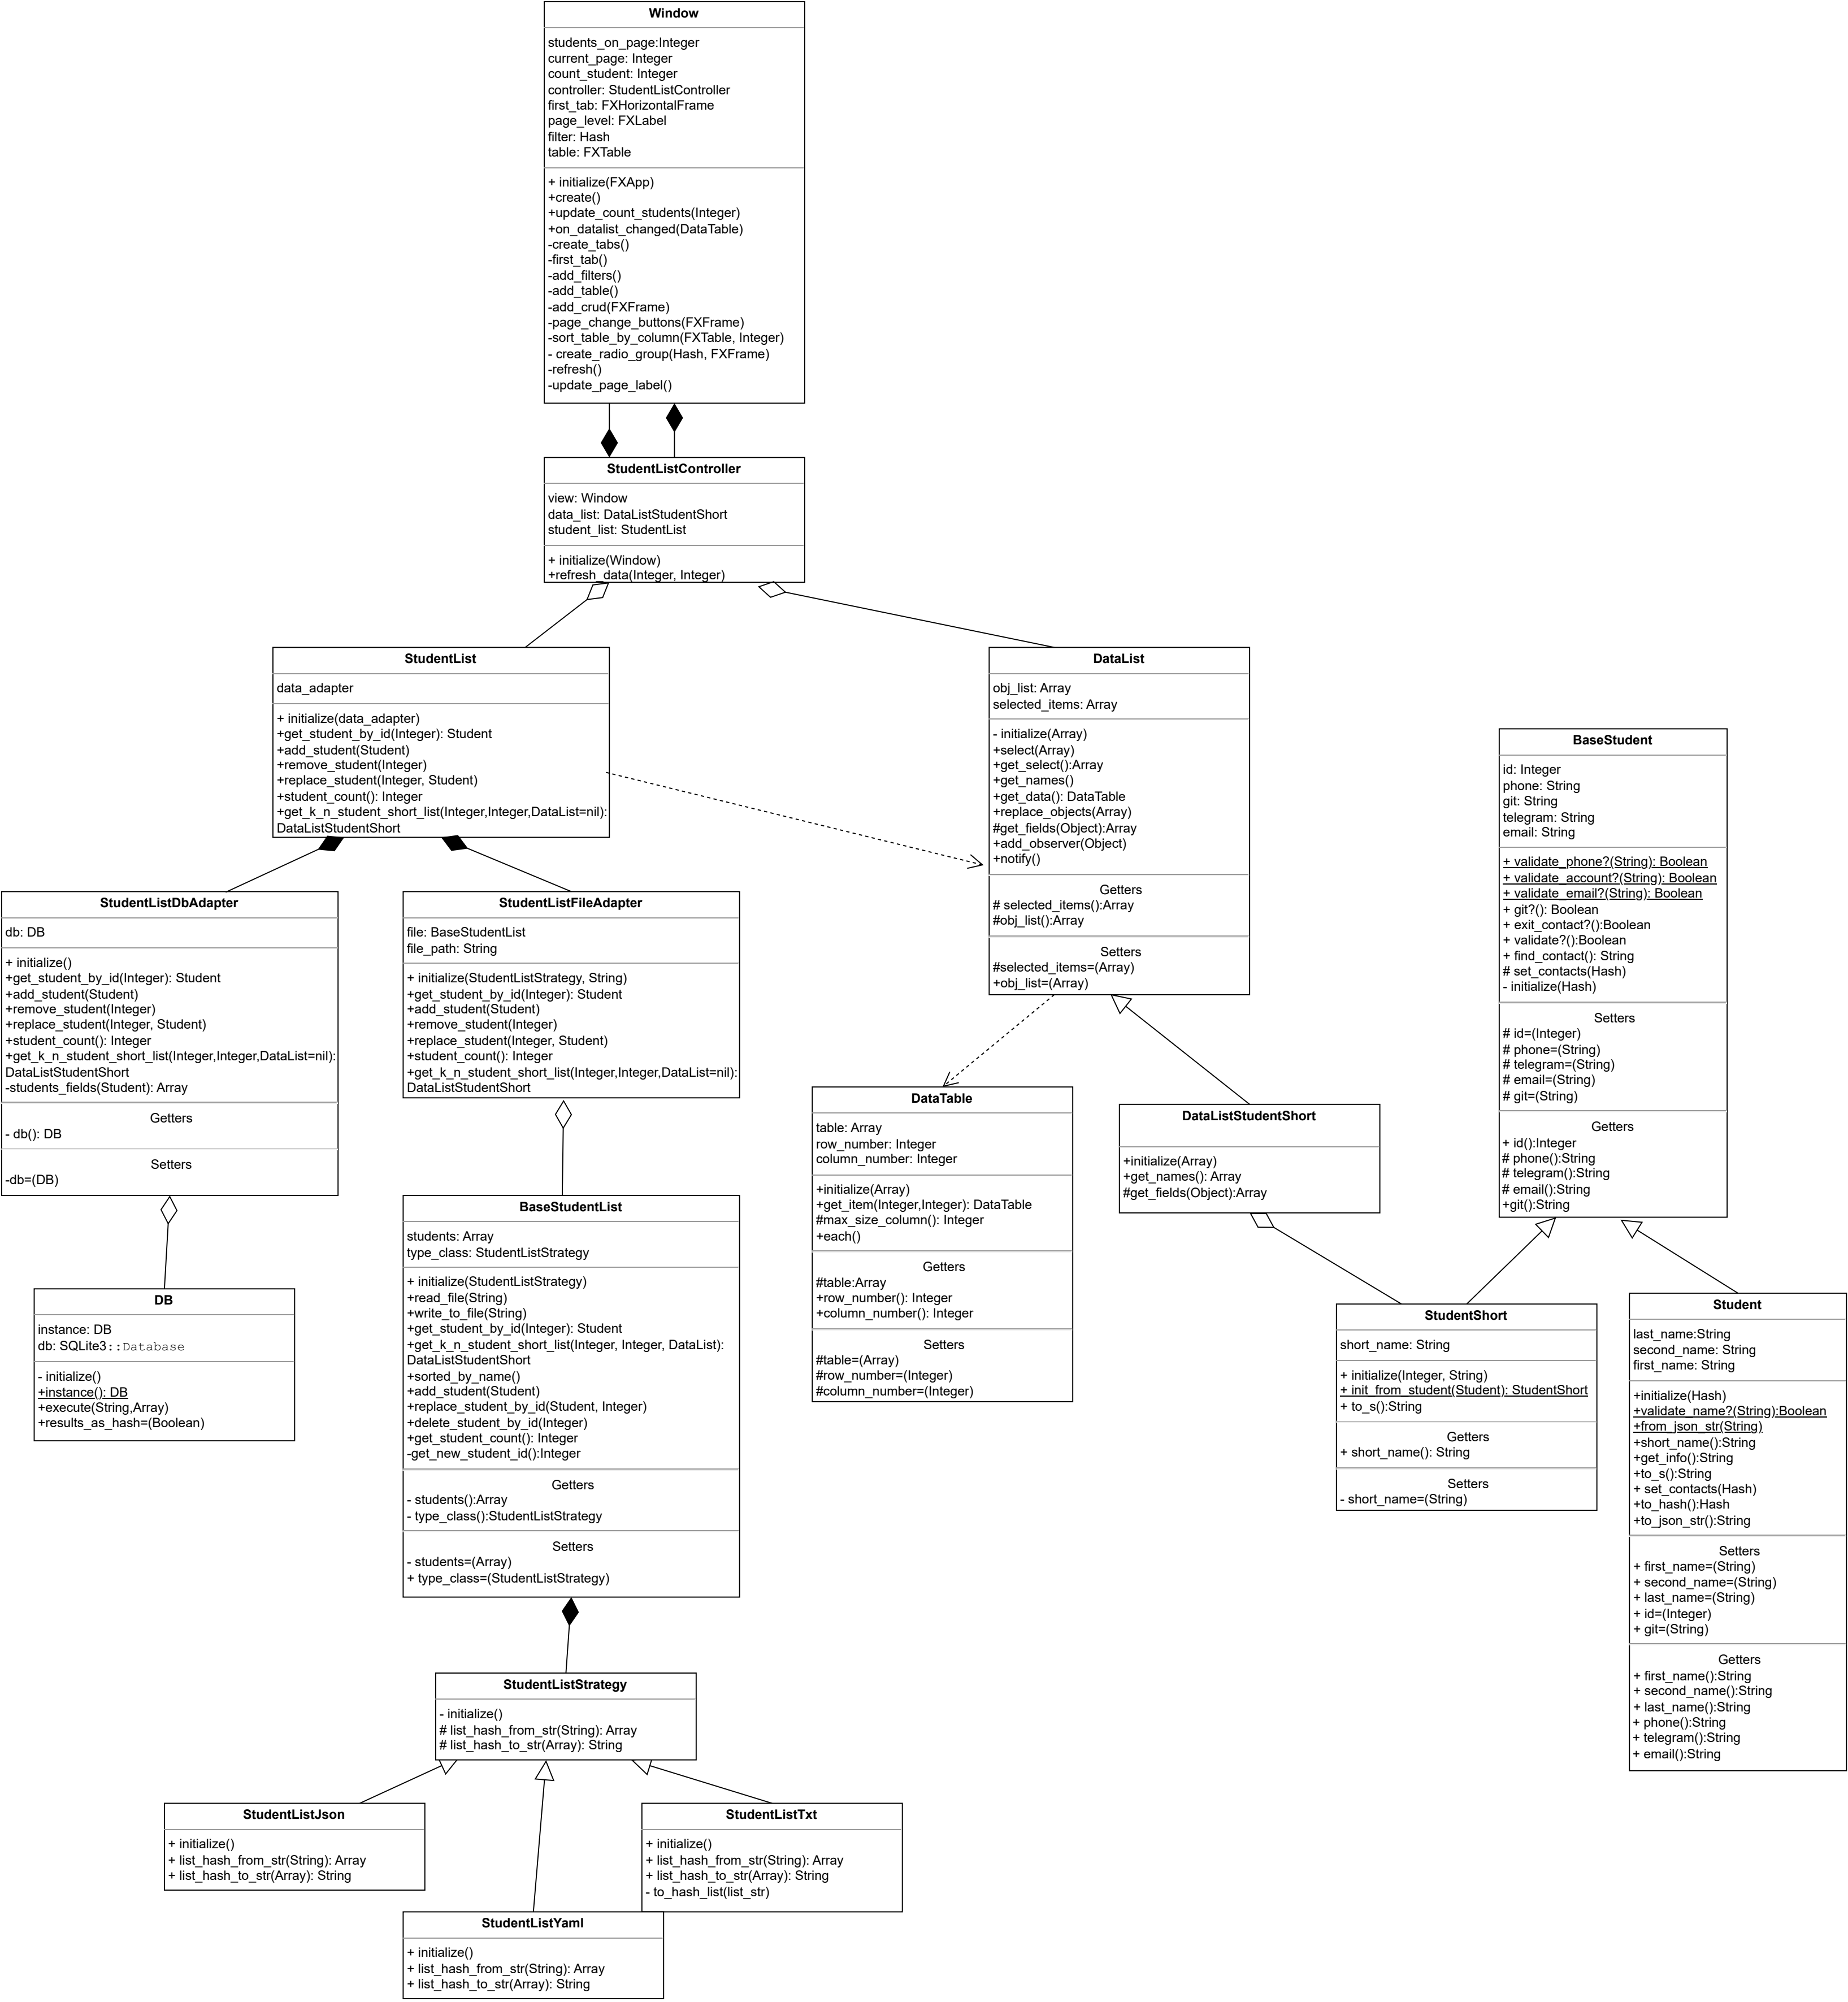 Window
students_on_page:Integer
current_page: Integer
count_student: Integer
controller: StudentListController
first_tab: FXHorizontalFrame
page_level: FXLabel
filter: Hash
table: FXTable
+ initialize(FXApp)
+create()
+update_count_students(Integer)
+on_datalist_changed(DataTable)
-create_tabs()
-first_tab()
-add_filters()
-add_table()
-add_crud(FXFrame)
-page_change_buttons(FXFrame)
-sort_table_by_column(FXTable, Integer)
- create_radio_group(Hash, FXFrame)
-refresh()
-update_page_label()
StudentListController
view: Window
data_list: DataListStudentShort
student_list: StudentList
+ initialize(Window)
+refresh_data(Integer, Integer)
StudentList
data_adapter
+ initialize(data_adapter)
+get_student_by_id(Integer): Student
+add_student(Student)
+remove_student(Integer)
+replace_student(Integer, Student)
+student_count(): Integer
+get_k_n_student_short_list(Integer,Integer,DataList=nil):
DataListStudentShort
DataList
obj_list: Array
selected_items: Array
- initialize(Array)
+select(Array)
+get_select():Array
+get_names()
+get_data(): DataTable
+replace_objects(Array)
#get_fields(Object):Array
+add_observer(Object)
+notify()
Getters
# selected_items():Array
#obj_list():Array
Setters
#selected_items=(Array)
+obj_list=(Array)
BaseStudent
id: Integer
phone: String
git: String
telegram: String
email: String
+ validate_phone?(String): Boolean
+ validate_account?(String): Boolean
+ validate_email?(String): Boolean
+ git?(): Boolean
+ exit_contact?():Boolean
+ validate?():Boolean
+ find_contact(): String
# set_contacts(Hash)
- initialize(Hash)
Setters
# id=(Integer)
# phone=(String)
# telegram=(String)
# email=(String)
# git=(String)
Getters
+ id():Integer
# phone():String
# telegram():String
# email():String
+git():String
StudentListDbAdapter
db: DB
+ initialize()
+get_student_by_id(Integer): Student
+add_student(Student)
+remove_student(Integer)
+replace_student(Integer, Student)
+student_count(): Integer
+get_k_n_student_short_list(Integer,Integer,DataList=nil):
DataListStudentShort
-students_fields(Student): Array
Getters
- db(): DB
Setters
-db=(DB)
StudentListFileAdapter
file: BaseStudentList
file_path: String
+ initialize(StudentListStrategy, String)
+get_student_by_id(Integer): Student
+add_student(Student)
+remove_student(Integer)
+replace_student(Integer, Student)
+student_count(): Integer
+get_k_n_student_short_list(Integer,Integer,DataList=nil):
DataListStudentShort
DataTable
table: Array
row_number: Integer
column_number: Integer
+initialize(Array)
+get_item(Integer,Integer): DataTable
#max_size_column(): Integer
+each()
Getters
#table:Array
+row_number(): Integer
+column_number(): Integer
Setters
#table=(Array)
#row_number=(Integer)
#column_number=(Integer)
DataListStudentShort
+initialize(Array)
+get_names(): Array
#get_fields(Object):Array
DB
instance: DB
db: SQLite3::Database
- initialize()
+instance(): DB
+execute(String,Array)
+results_as_hash=(Boolean)
BaseStudentList
students: Array
type_class: StudentListStrategy
+ initialize(StudentListStrategy)
+read_file(String)
+write_to_file(String)
+get_student_by_id(Integer): Student
+get_k_n_student_short_list(Integer, Integer, DataList):
DataListStudentShort
+sorted_by_name()
+add_student(Student)
+replace_student_by_id(Student, Integer)
+delete_student_by_id(Integer)
+get_student_count(): Integer
-get_new_student_id():Integer
Getters
- students():Array
- type_class():StudentListStrategy
Setters
- students=(Array)
+ type_class=(StudentListStrategy)
StudentShort
short_name: String
+ initialize(Integer, String)
+ init_from_student(Student): StudentShort
+ to_s():String
Getters
+ short_name(): String
Setters
- short_name=(String)
Student
last_name:String
second_name: String
first_name: String
+initialize(Hash)
+validate_name?(String):Boolean
+from_json_str(String)
+short_name():String
+get_info():String
+to_s():String
+ set_contacts(Hash)
+to_hash():Hash
+to_json_str():String
Setters
+ first_name=(String)
+ second_name=(String)
+ last_name=(String)
+ id=(Integer)
+ git=(String)
Getters
+ first_name():String
+ second_name():String
+ last_name():String
+ phone():String
+ telegram():String
+ email():String
StudentListStrategy
- initialize()
# list_hash_from_str(String): Array
# list_hash_to_str(Array): String
StudentListJson
+ initialize()
+ list_hash_from_str(String): Array
+ list_hash_to_str(Array): String
StudentListTxt
+ initialize()
+ list_hash_from_str(String): Array
+ list_hash_to_str(Array): String
- to_hash_list(list_str)
StudentListYaml
+ initialize()
+ list_hash_from_str(String): Array
+ list_hash_to_str(Array): String